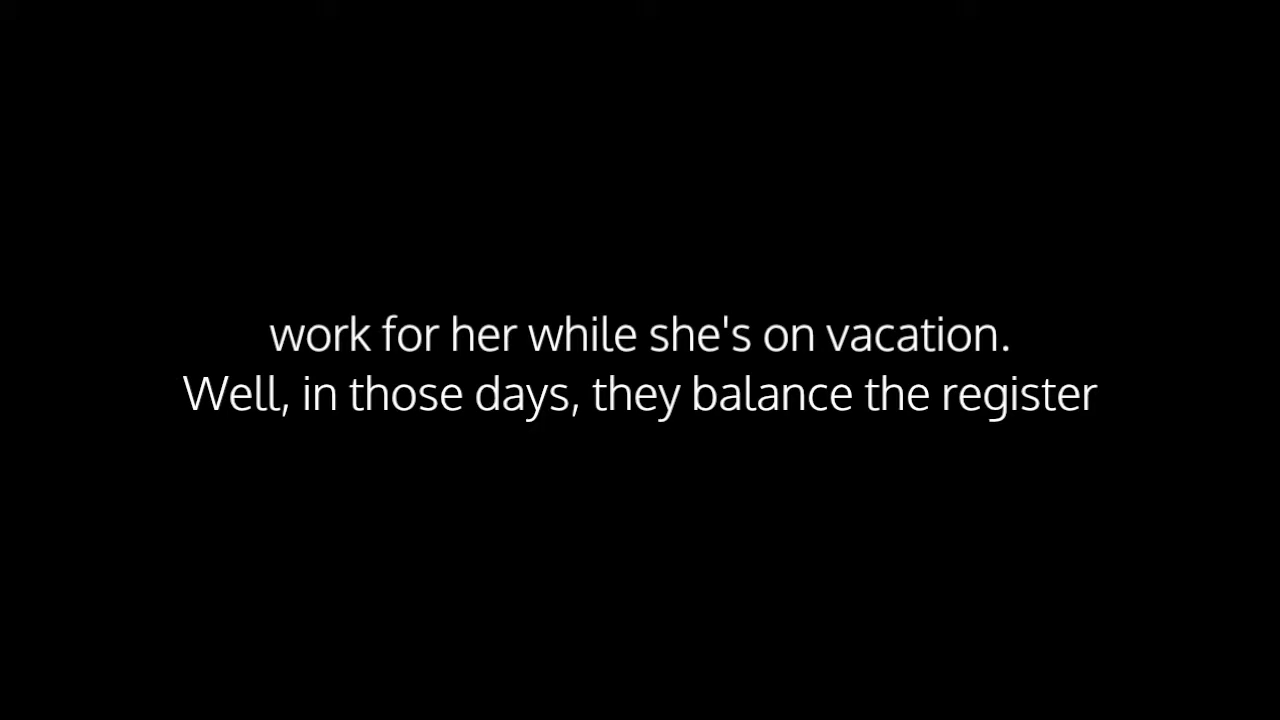 work for her while she's on vacation.
Well, in those days, they balance the register